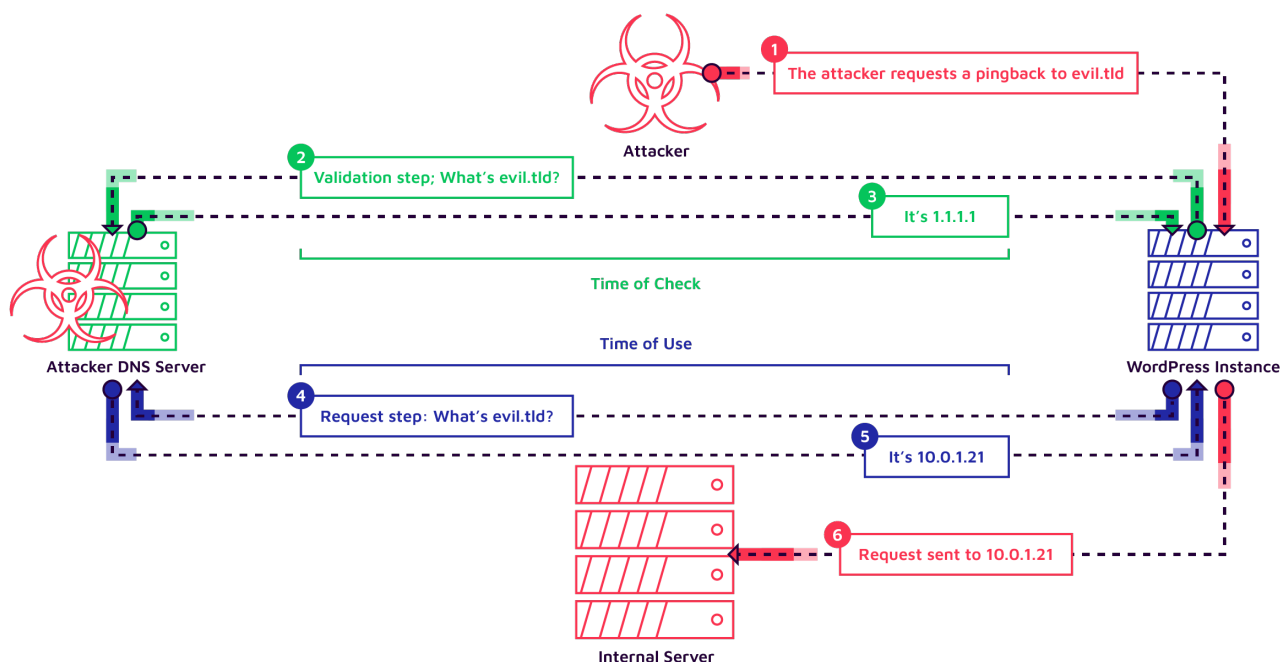 1
The attacker requests a pingback to evil.tld
Attacker
2
Validation step; What's evil.tld?
3
It's 1.1.1.1
Time of Check
Attacker DNS Server
WordPress Instance
Time of Use
4
Request step: What's evil.tld?
5
It's 10.0.1.21
6
Request sent to 10.0.1.21
Internal Server